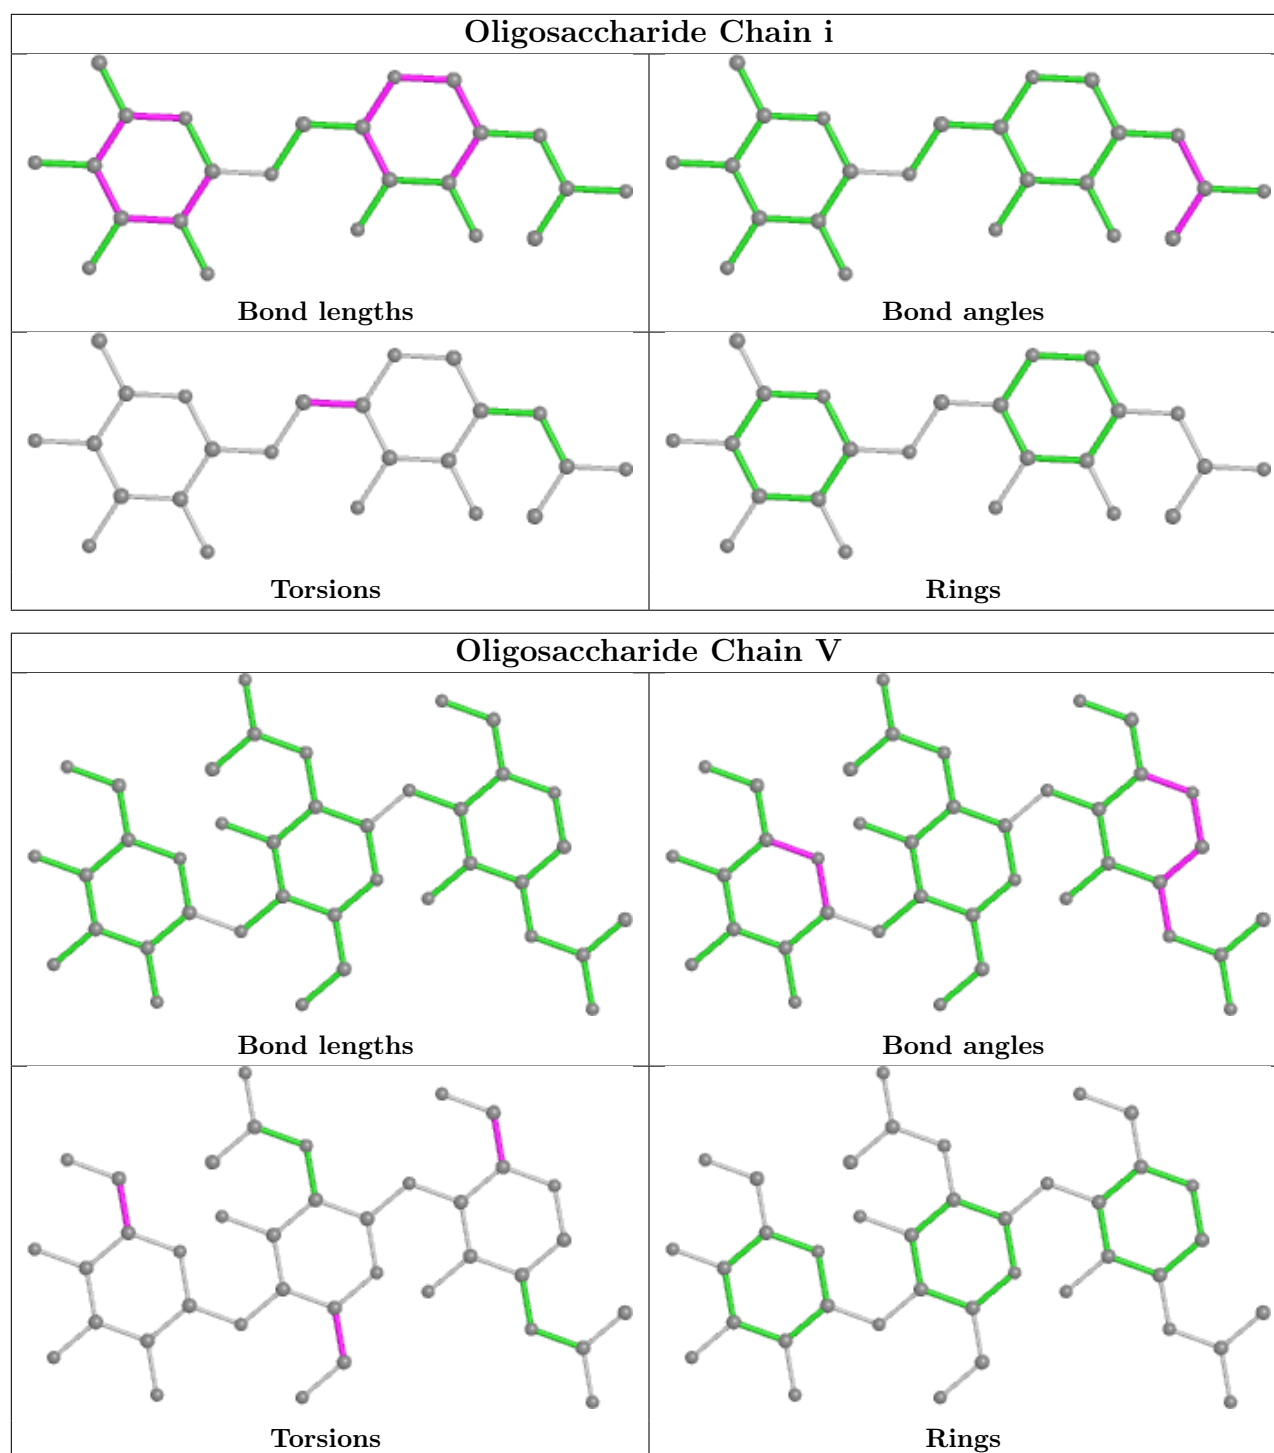 Oligosaccharide Chain i
Bond lengths
Bond angles
Torsions
Rings
Oligosaccharide Chain V
Bond lengths
Bond angles
Torsions
Rings